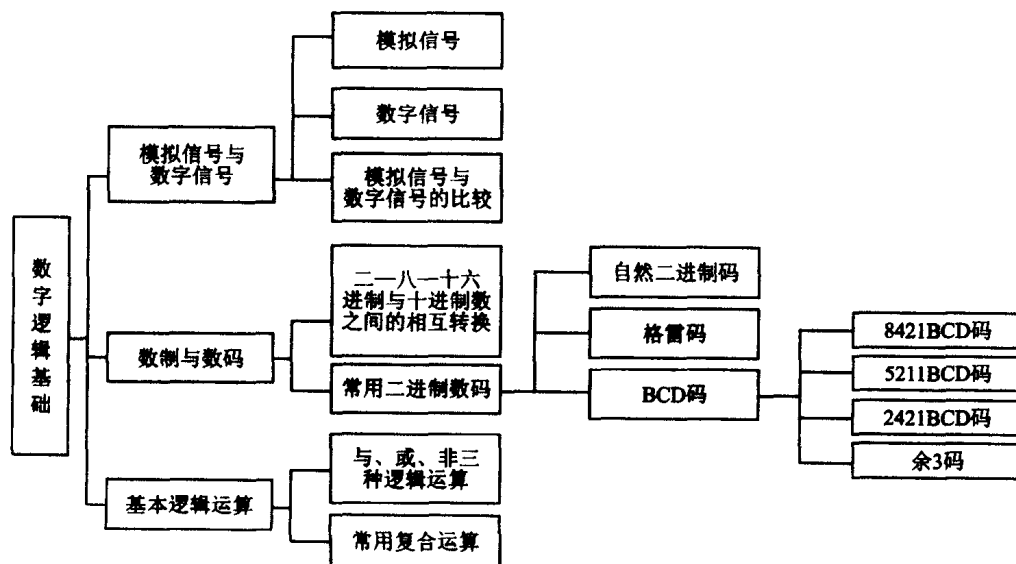 模拟信号
数字信号
模拟信号与
数字信号
模拟信号与
数字信号的比较
数字逻辑基础
二—八—十六
进制与十进制数
之间的相互转换
数制与数码
常用二进制数码
自然二进制码
格雷码
BCD码
8421BCD码
5211BCD码
2421BCD码
余3码
与、或、非三
种逻辑运算
基本逻辑运算
常用复合运算